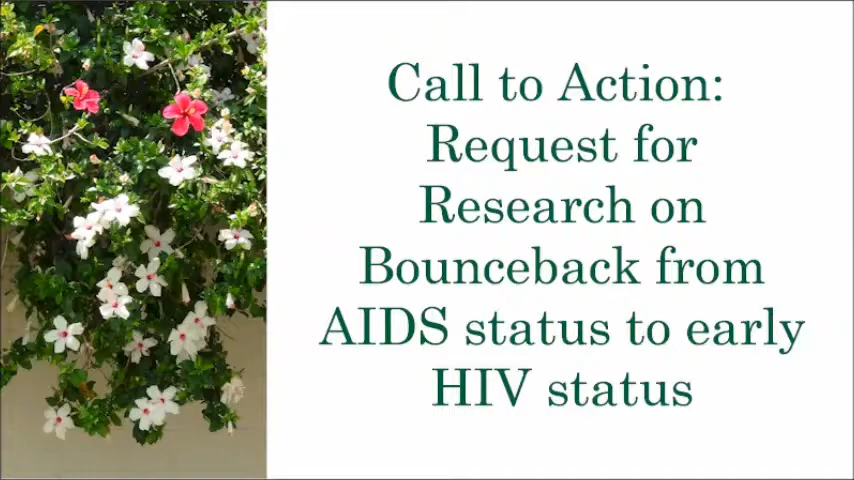 Call to Action:
Request for
Research on
Bounceback from
AIDS status to early
HIV status